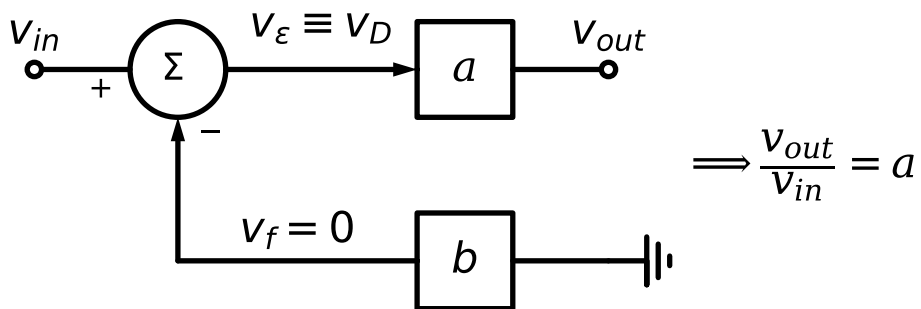 v_in
v_ε ≡ v_D
a
v_out
+
Σ
−
⟹ v_out / v_in = a
v_f = 0
b